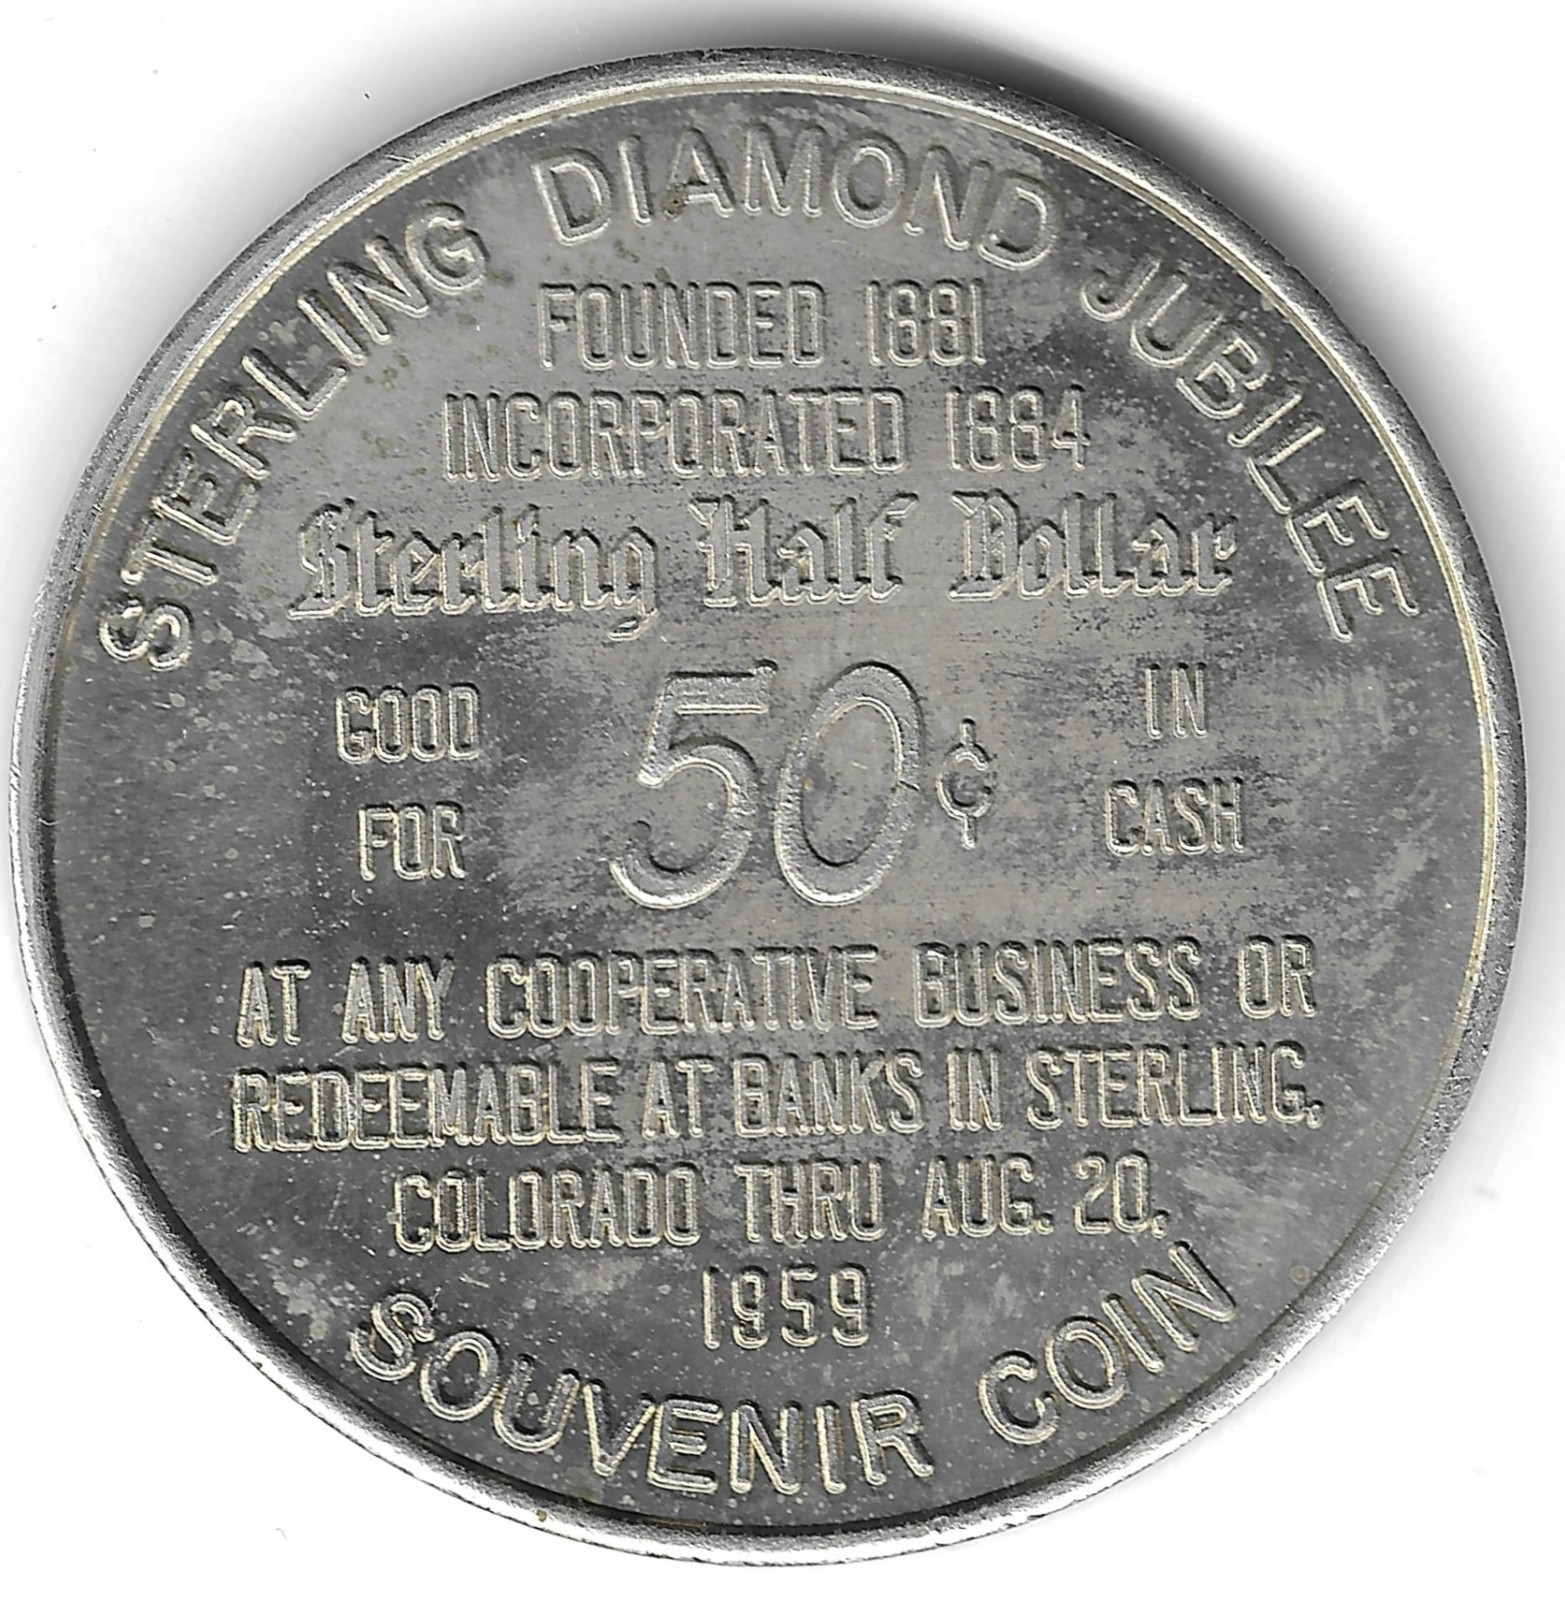 STERLING DIAMOND JUBILEE
FOUNDED 1881
INCORPORATED 1884
Sterling Half Dollar
GOOD FOR
50¢
IN CASH
AT ANY COOPERATIVE BUSINESS OR
REDEEMABLE AT BANKS IN STERLING,
COLORADO THRU AUG. 20,
1959
SOUVENIR COIN